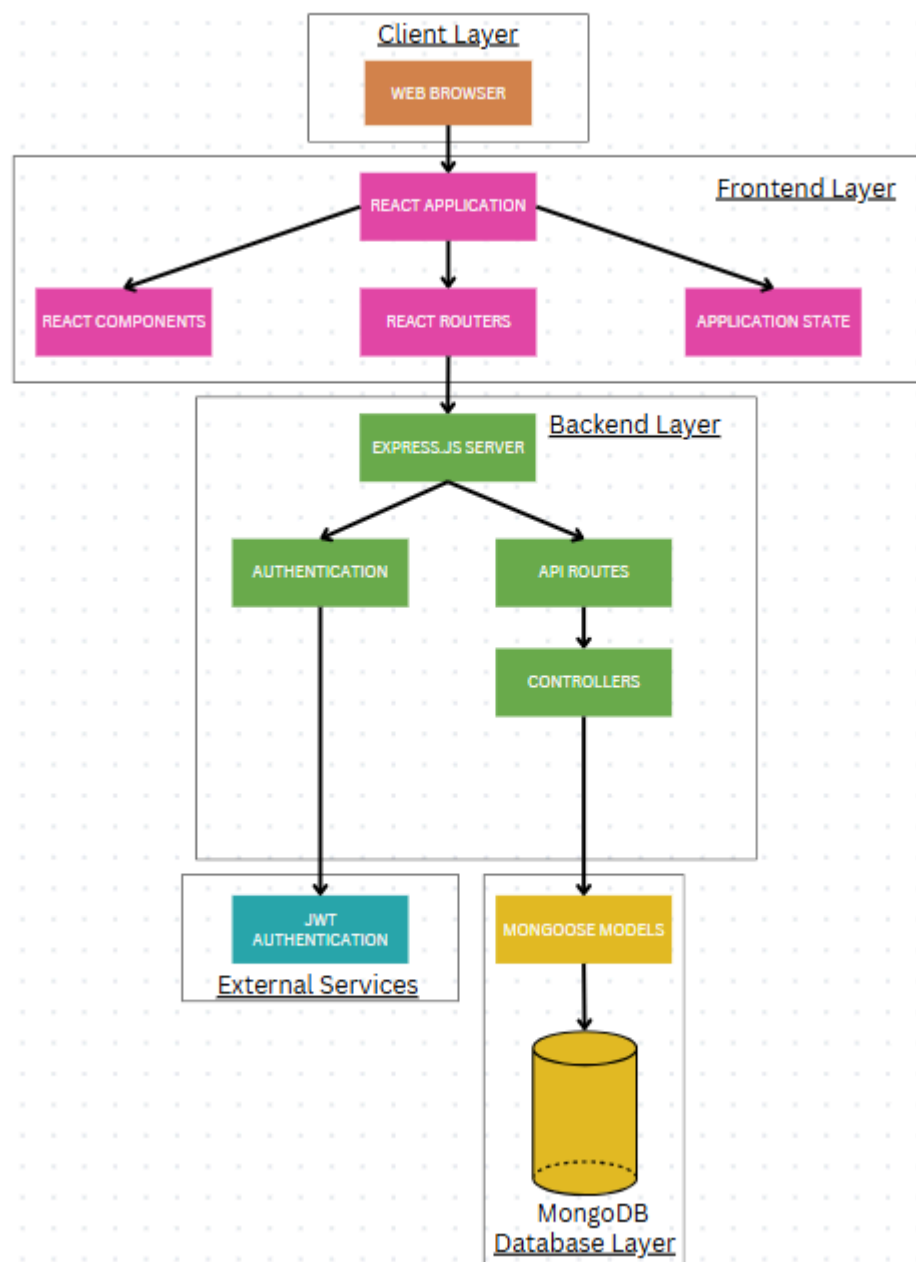 Client Layer
WEB BROWSER
Frontend Layer
REACT APPLICATION
REACT COMPONENTS
REACT ROUTERS
APPLICATION STATE
Backend Layer
EXPRESS.JS SERVER
AUTHENTICATION
API ROUTES
CONTROLLERS
JWT
AUTHENTICATION
External Services
MONGOOSE MODELS
MongoDB
Database Layer